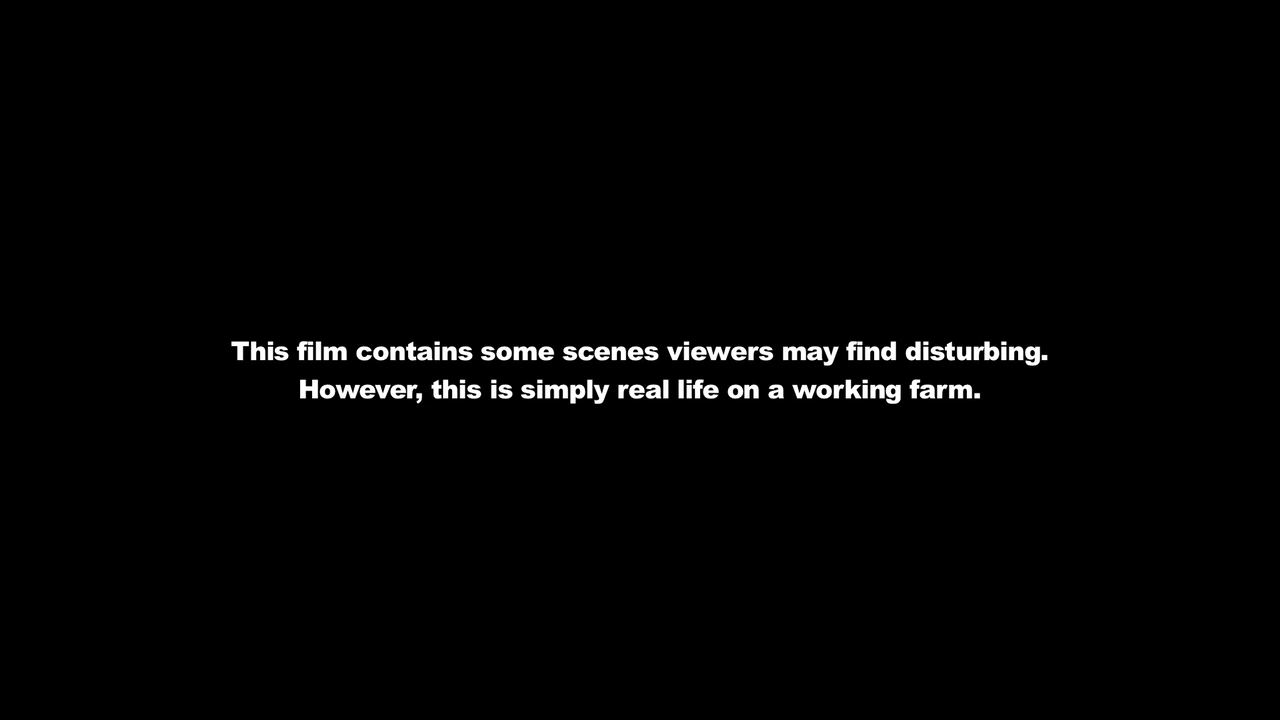 This film contains some scenes viewers may find disturbing.
However, this is simply real life on a working farm.